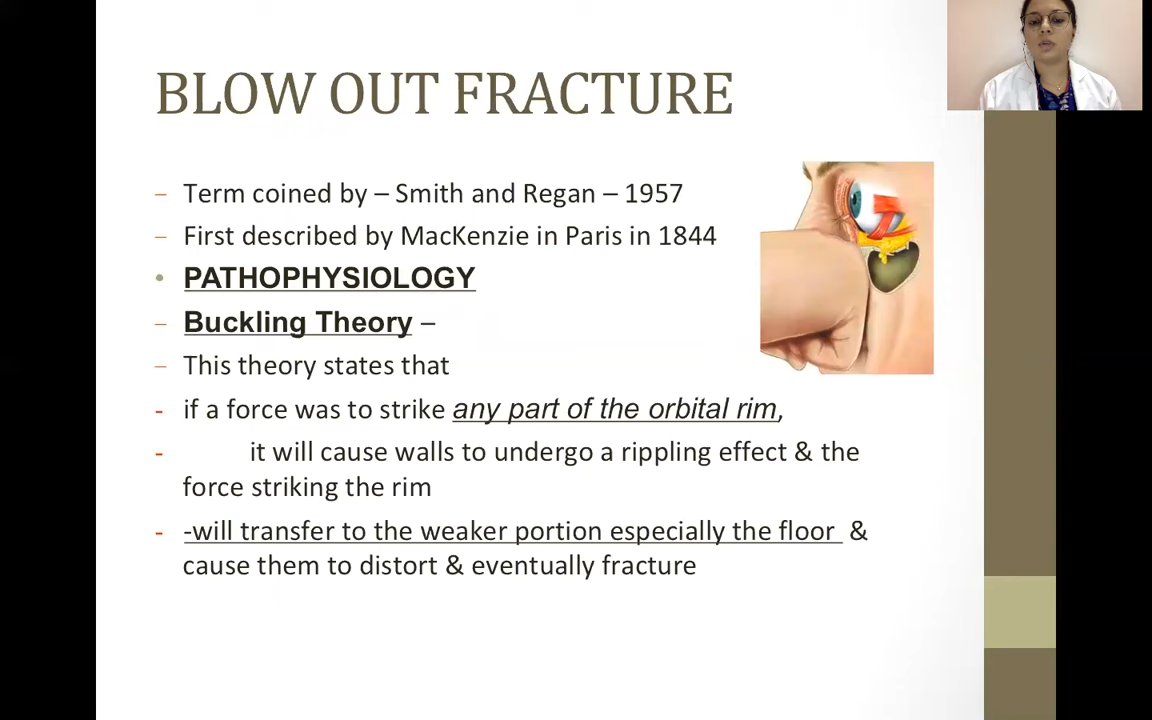 BLOW OUT FRACTURE
– Term coined by – Smith and Regan – 1957
– First described by MacKenzie in Paris in 1844
• PATHOPHYSIOLOGY
– Buckling Theory –
– This theory states that
- if a force was to strike any part of the orbital rim,
- it will cause walls to undergo a rippling effect & the
force striking the rim
- -will transfer to the weaker portion especially the floor &
cause them to distort & eventually fracture